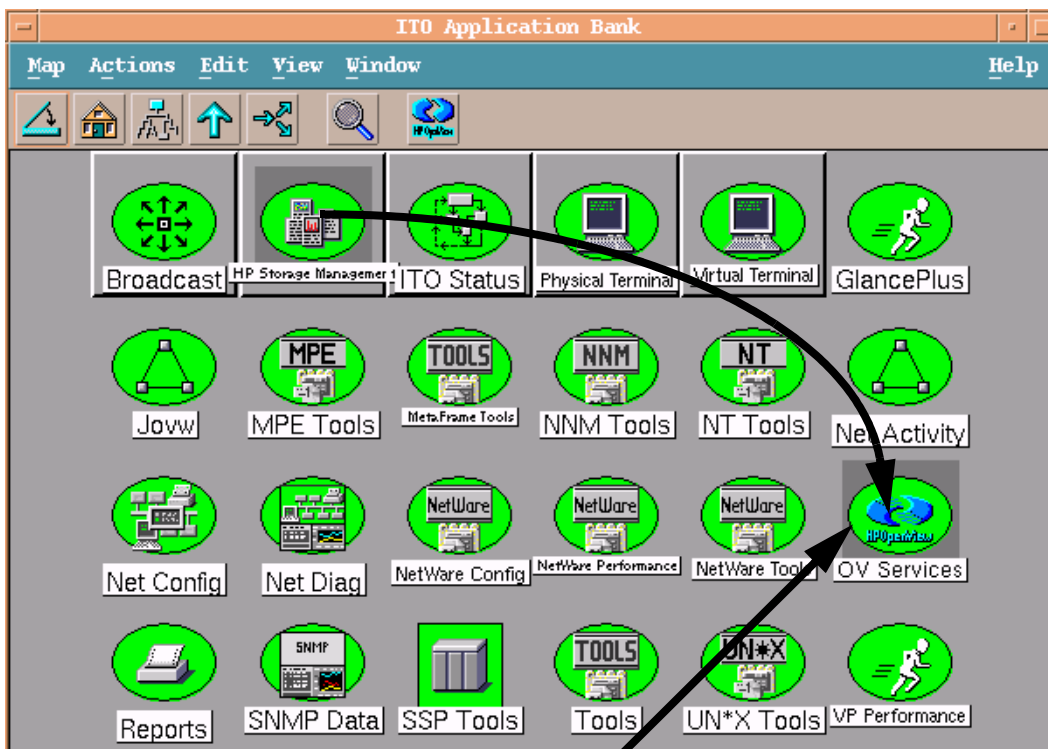 ITO Application Bank
Map Actions Edit View Window Help
HP OpenView
Broadcast
HP Storage Management
ITO Status
Physical Terminal
Virtual Terminal
GlancePlus
MPE
TOOLS
NNM
NT
Jovw
MPE Tools
MetaFrame Tools
NNM Tools
NT Tools
Net Activity
NetWare
NetWare
NetWare
HPOpenView
Net Config
Net Diag
NetWare Config
NetWare Performance
NetWare Tools
OV Services
SNMP
TOOLS
UN*X
Reports
SNMP Data
SSP Tools
Tools
UN*X Tools
VP Performance